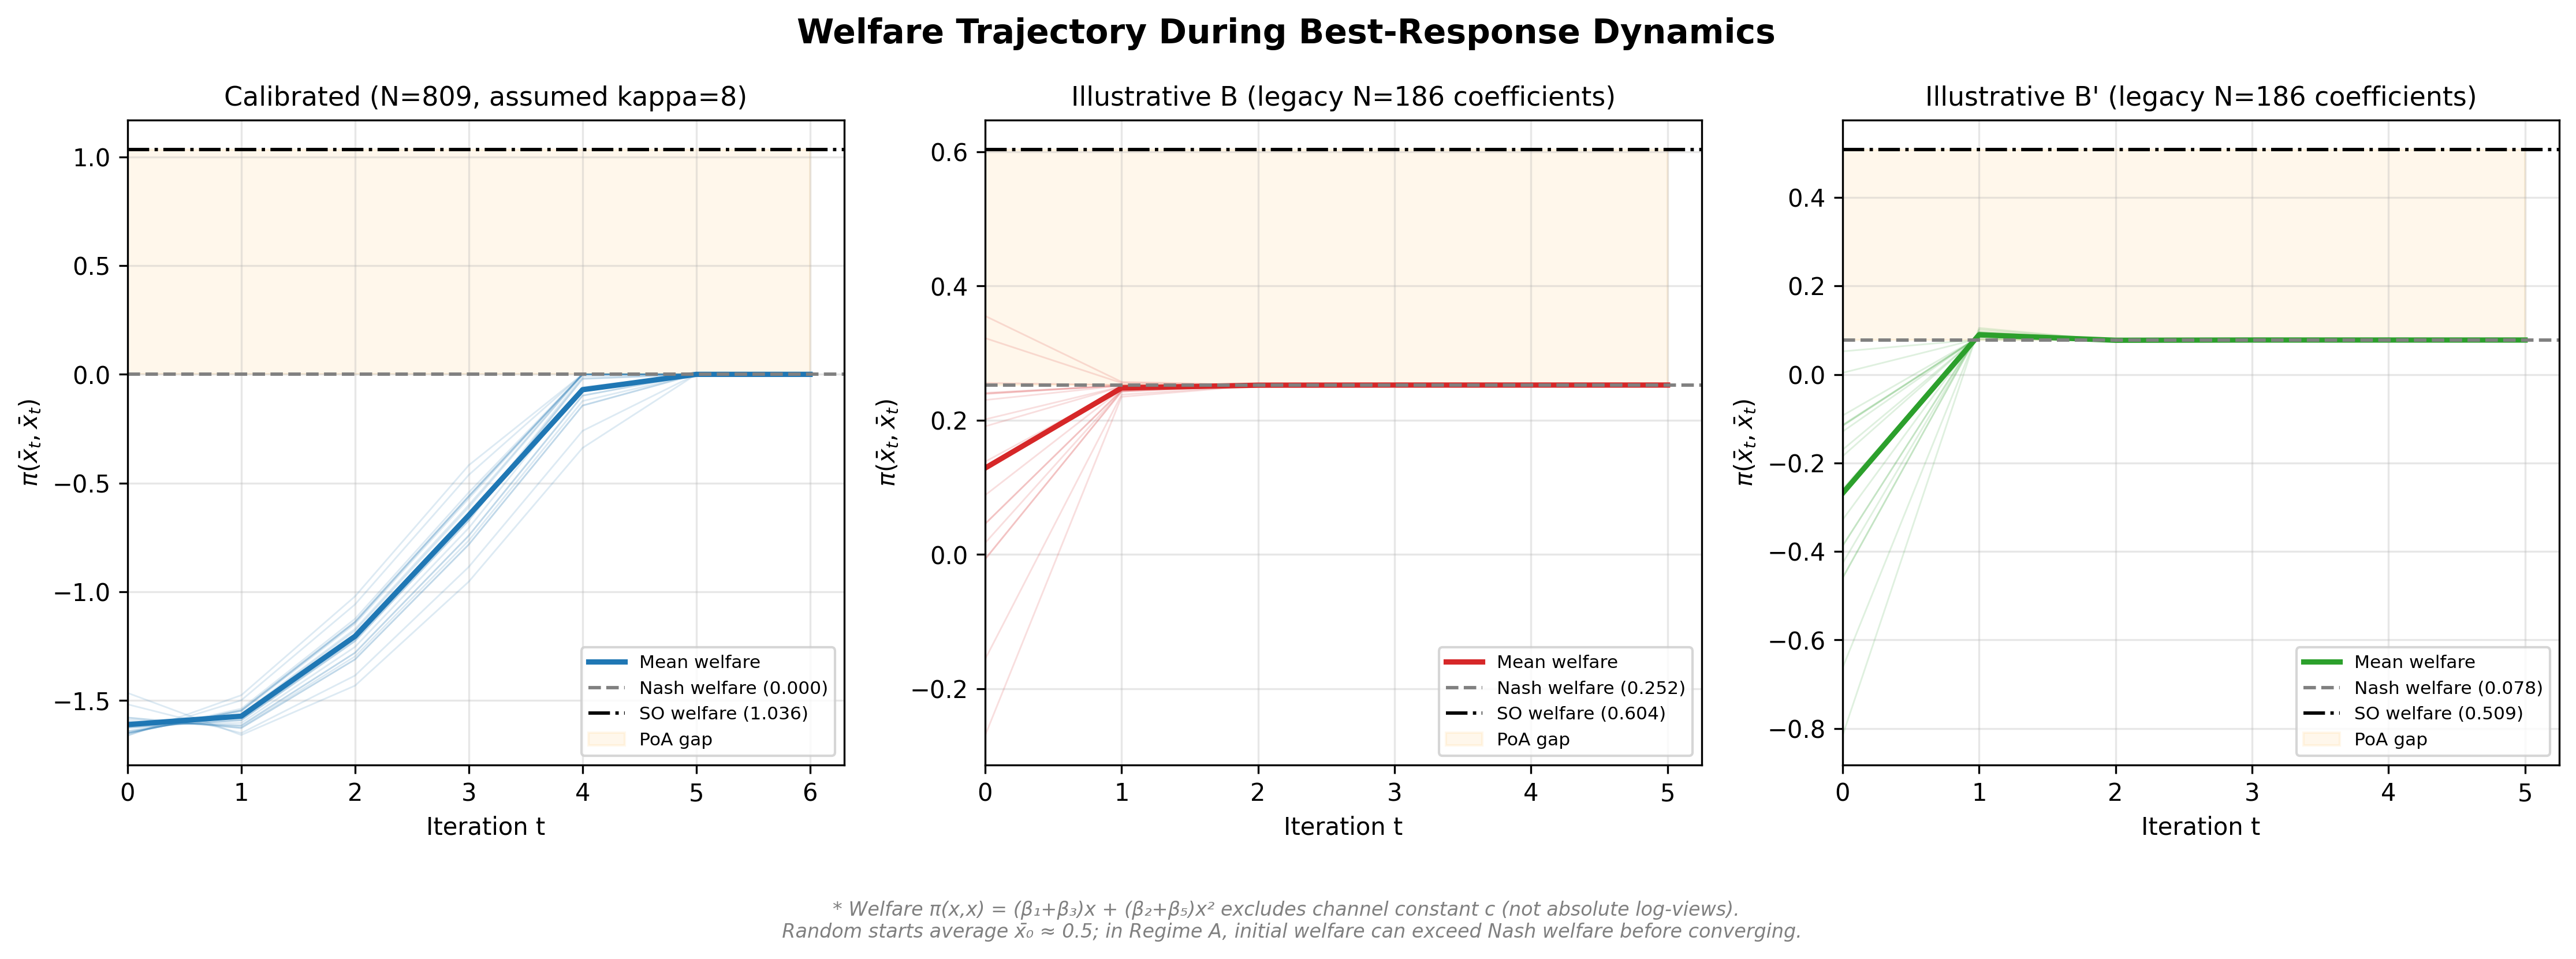 Welfare Trajectory During Best-Response Dynamics
Calibrated (N=809, assumed kappa=8)
π(x̄ₜ, x̄ₜ)
1.0
0.5
0.0
−0.5
−1.0
−1.5
0 1 2 3 4 5 6
Iteration t
Mean welfare
Nash welfare (0.000)
SO welfare (1.036)
PoA gap
Illustrative B (legacy N=186 coefficients)
π(x̄ₜ, x̄ₜ)
0.6
0.4
0.2
0.0
−0.2
0 1 2 3 4 5
Iteration t
Mean welfare
Nash welfare (0.252)
SO welfare (0.604)
PoA gap
Illustrative B' (legacy N=186 coefficients)
π(x̄ₜ, x̄ₜ)
0.4
0.2
0.0
−0.2
−0.4
−0.6
−0.8
0 1 2 3 4 5
Iteration t
Mean welfare
Nash welfare (0.078)
SO welfare (0.509)
PoA gap
* Welfare π(x,x) = (β₁+β₃)x + (β₂+β₅)x² excludes channel constant c (not absolute log-views).
Random starts average x̄₀ ≈ 0.5; in Regime A, initial welfare can exceed Nash welfare before converging.